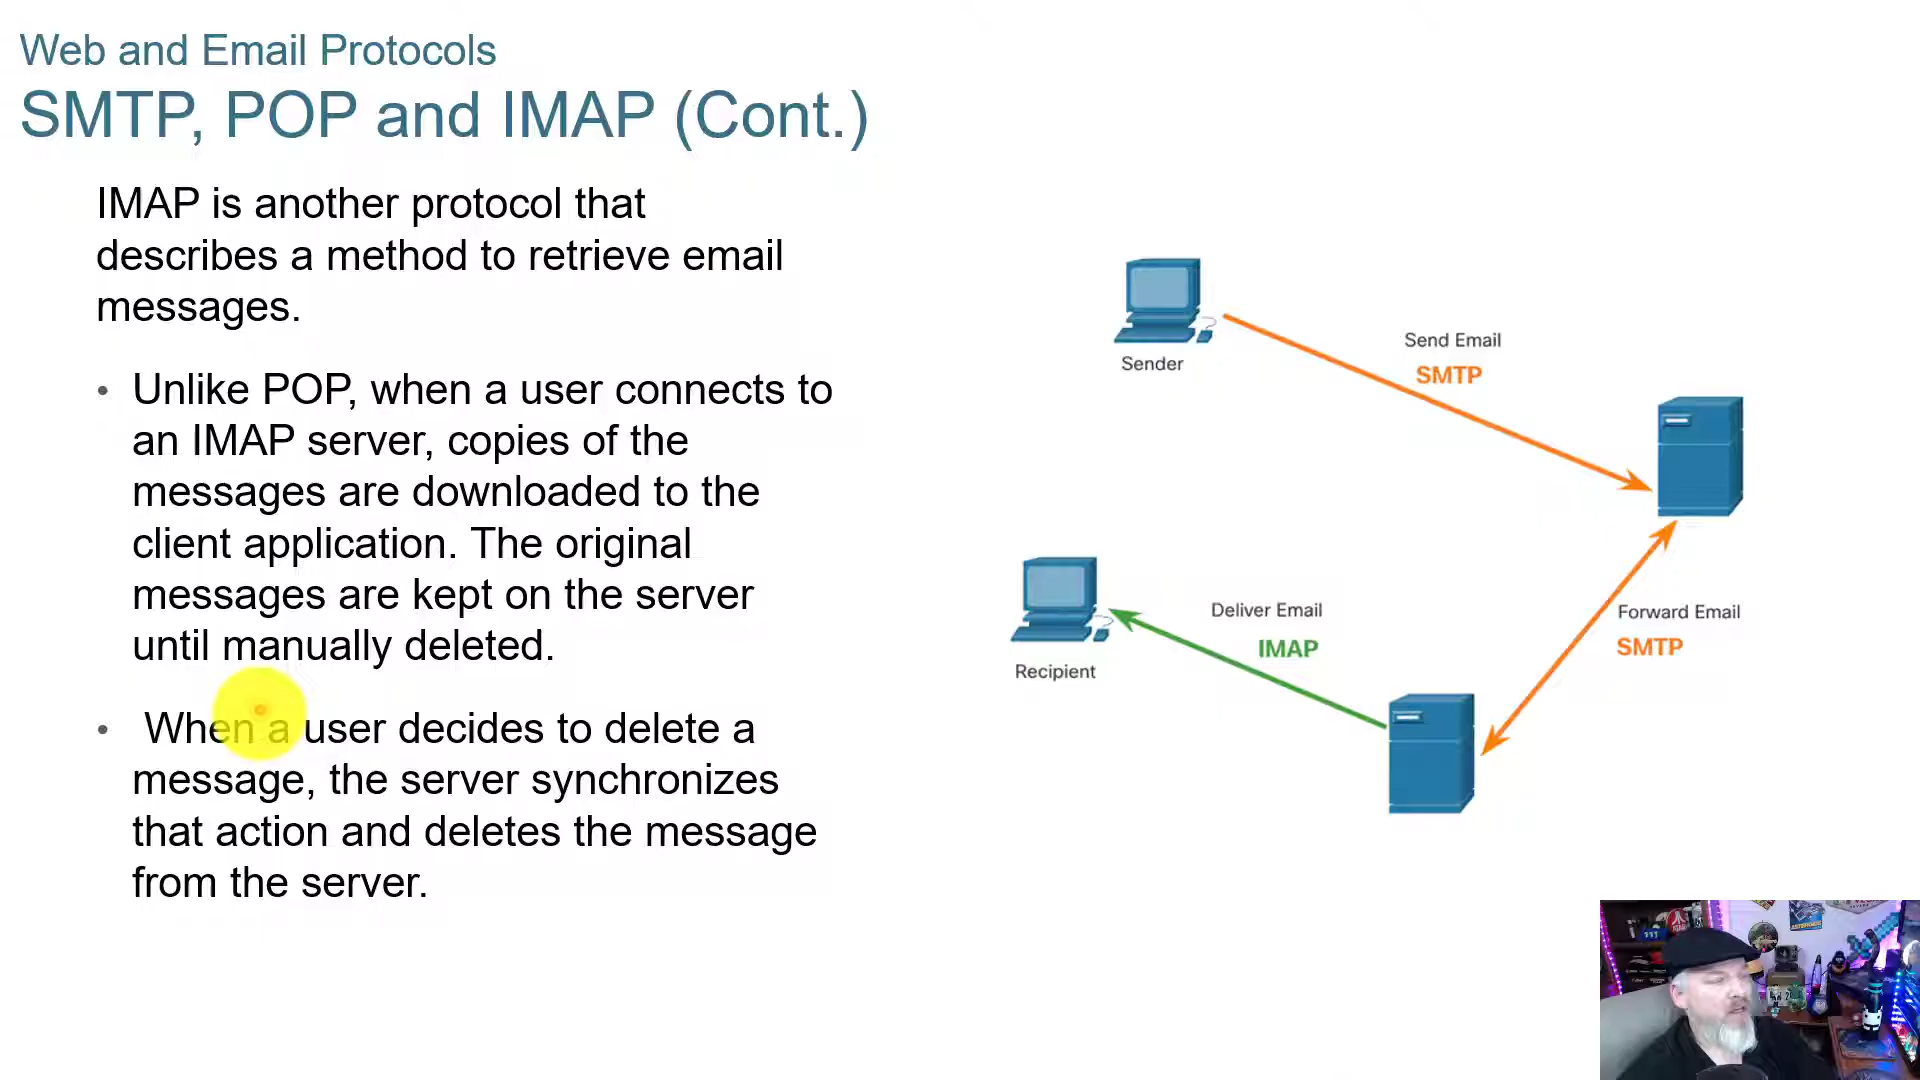 Web and Email Protocols
SMTP, POP and IMAP (Cont.)
IMAP is another protocol that
describes a method to retrieve email
messages.
• Unlike POP, when a user connects to
an IMAP server, copies of the
messages are downloaded to the
client application. The original
messages are kept on the server
until manually deleted.
• When a user decides to delete a
message, the server synchronizes
that action and deletes the message
from the server.
Sender
Send Email
SMTP
Deliver Email
IMAP
Recipient
Forward Email
SMTP